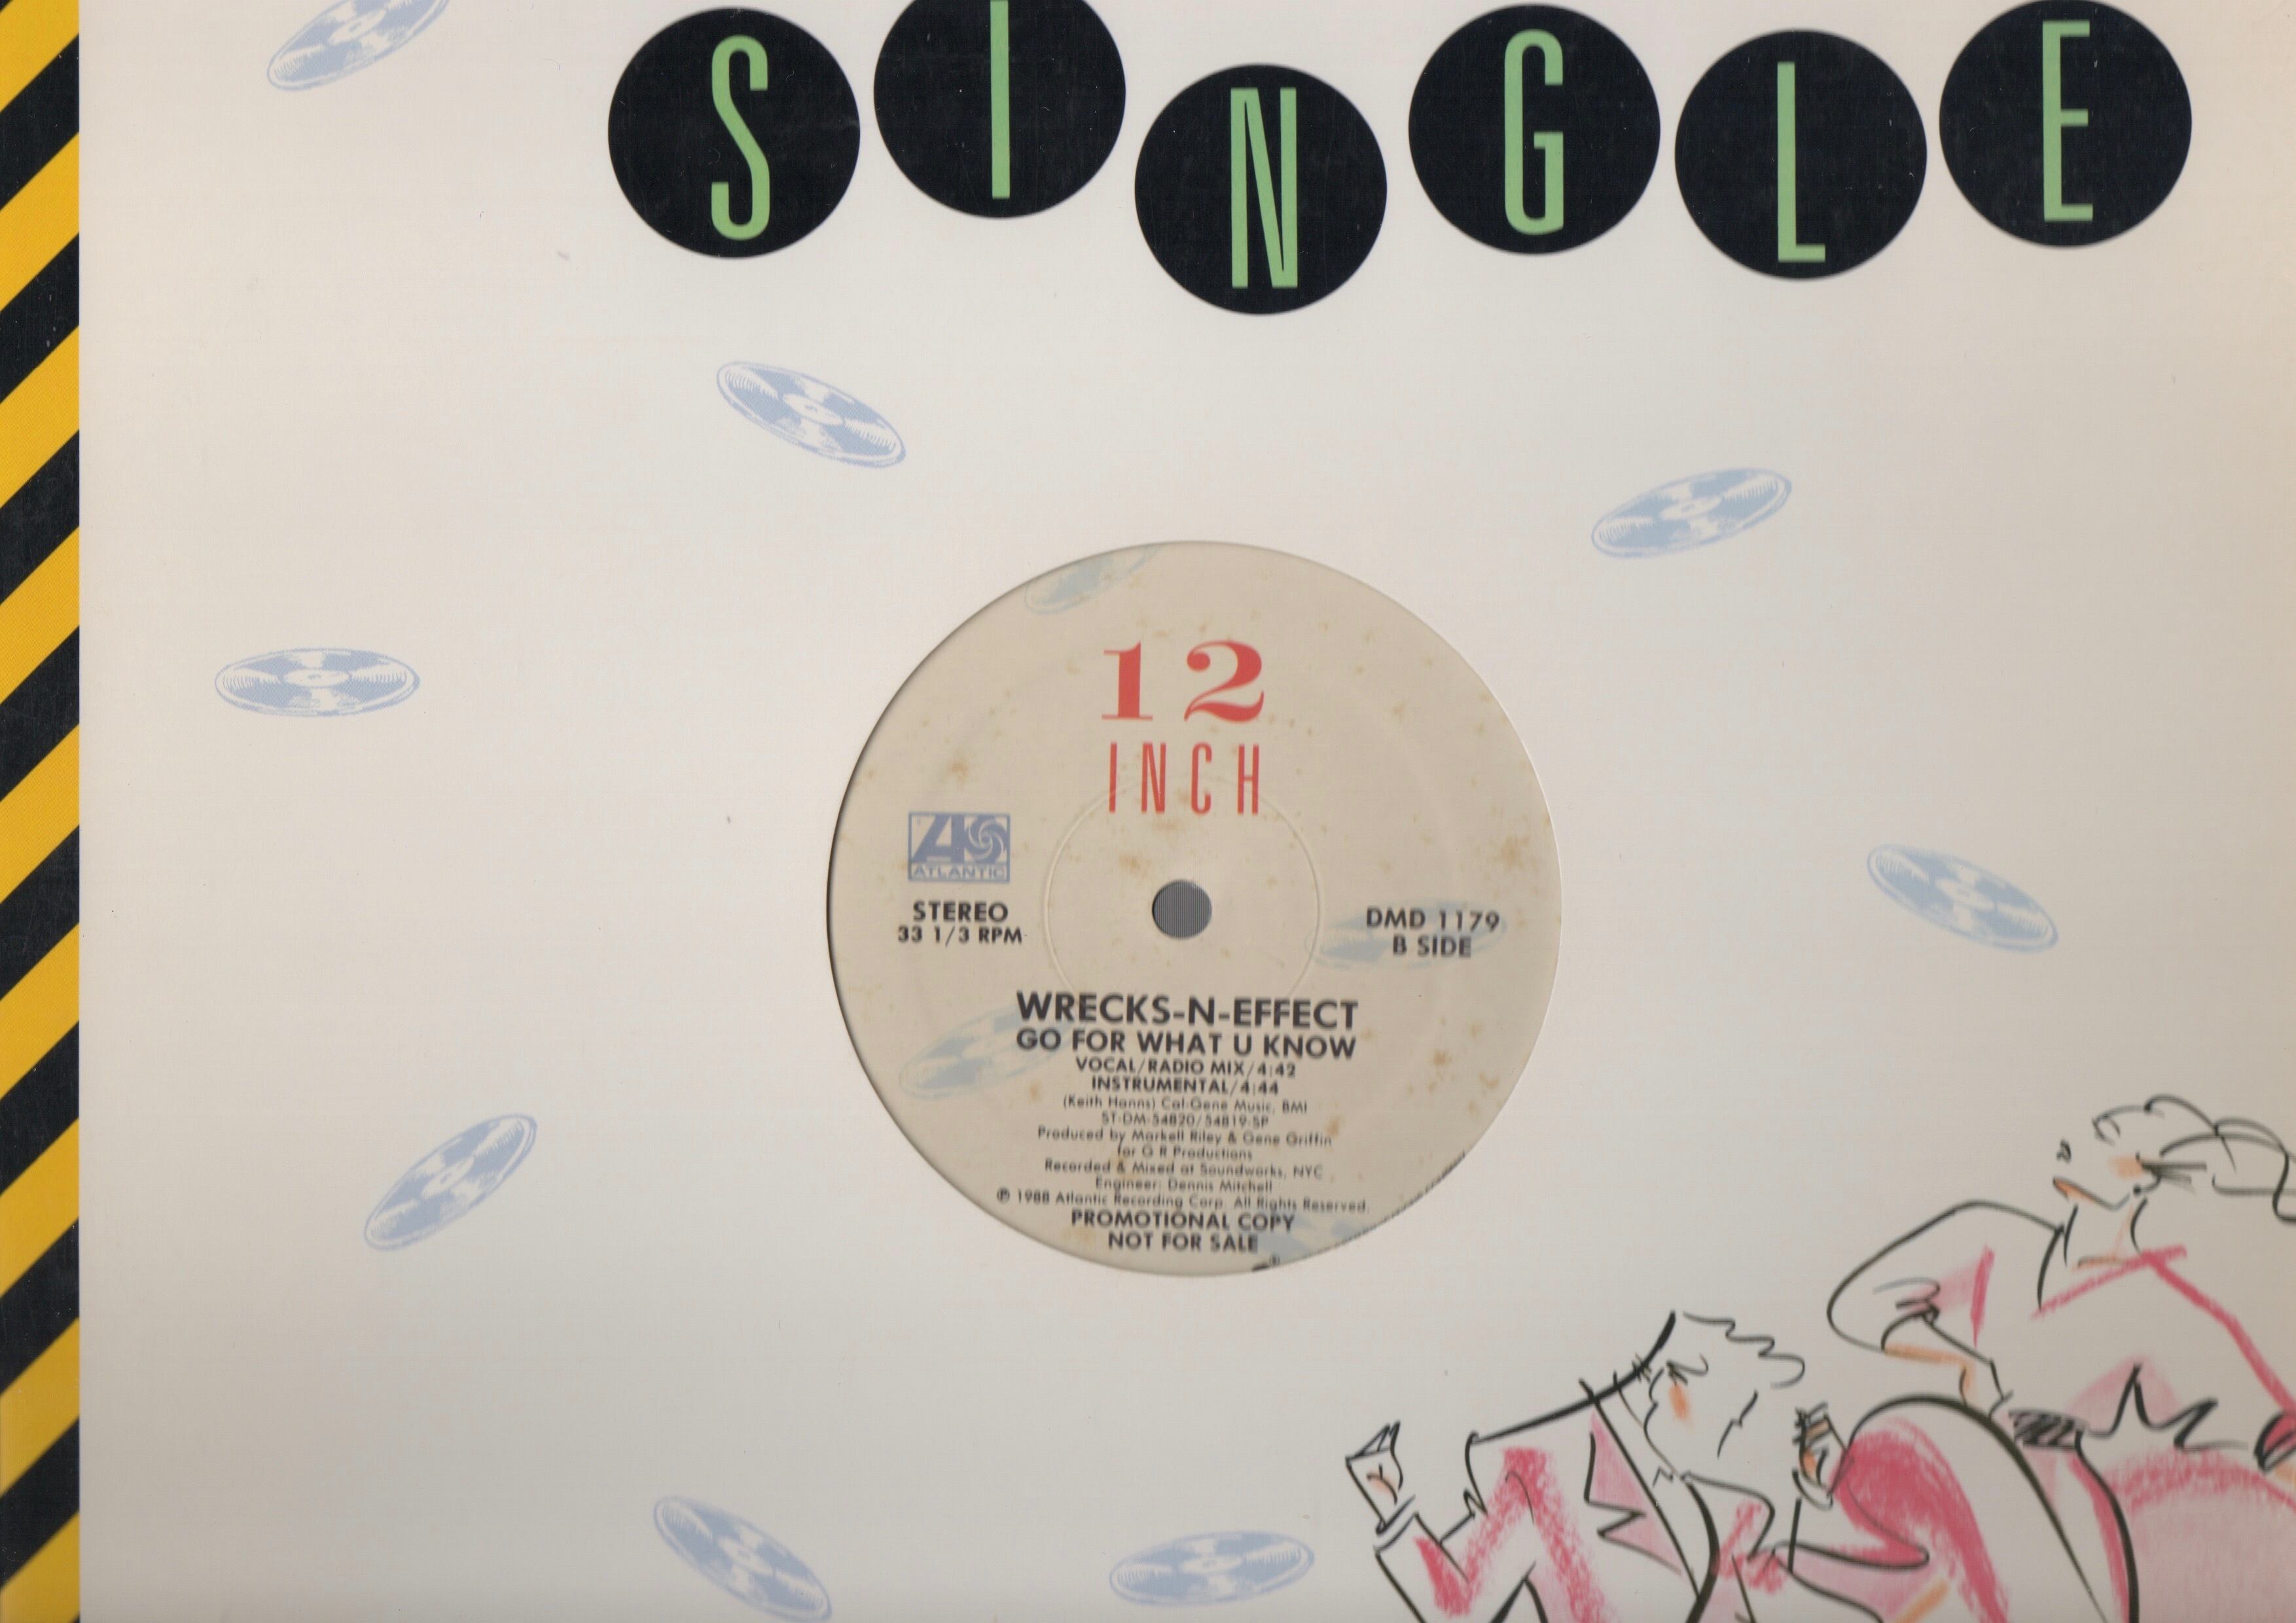 SINGLE
12
INCH
ATLANTIC
STEREO
33 1/3 RPM
DMD 1179
B SIDE
WRECKS-N-EFFECT
GO FOR WHAT U KNOW
VOCAL/RADIO MIX/4:42
INSTRUMENTAL/4:44
(Keith Hanns) Cal-Gene Music, BMI
ST-DM-54820/54819-SP
Produced by Markell Riley & Gene Griffin
for G R Productions
Recorded & Mixed at Soundworks, NYC
Engineer: Dennis Mitchell
℗ 1988 Atlantic Recording Corp. All Rights Reserved.
PROMOTIONAL COPY
NOT FOR SALE